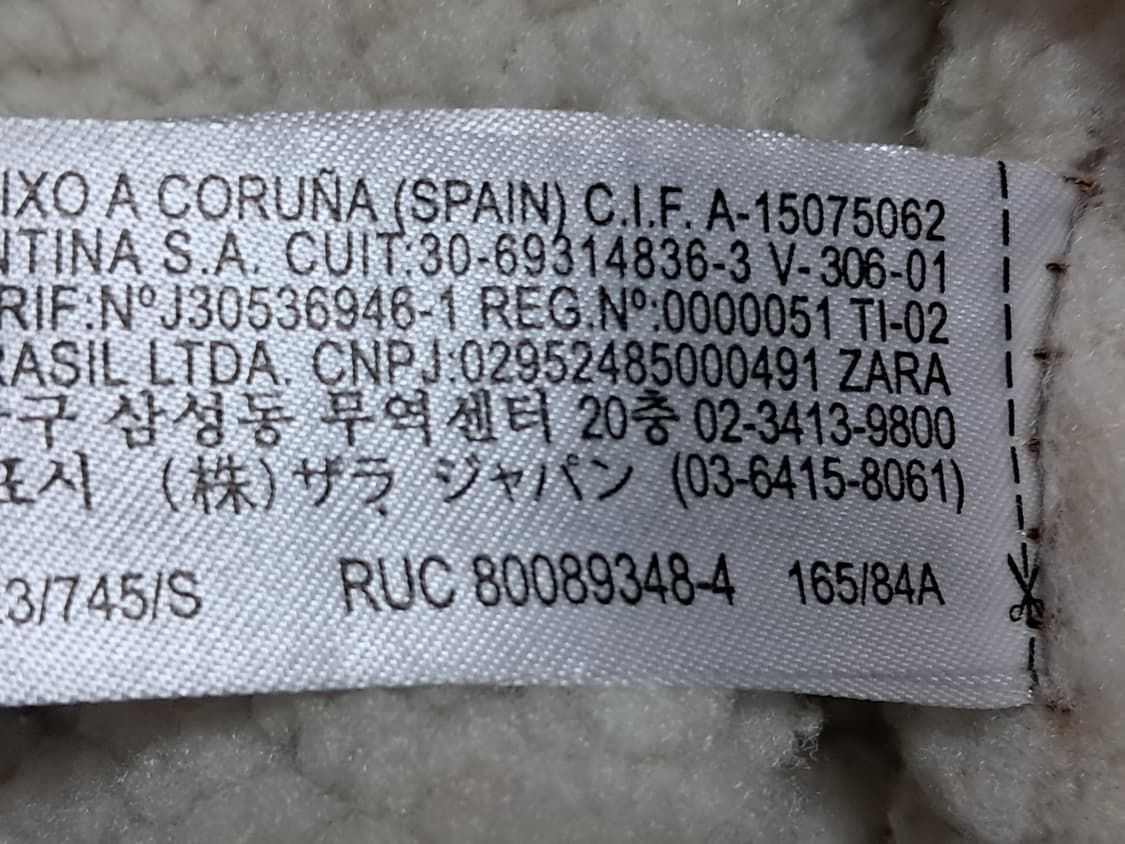 IXO A CORUÑA (SPAIN) C.I.F. A-15075062
NTINA S.A. CUIT:30-69314836-3 V-306-01
RIF:NºJ30536946-1 REG.Nº:0000051 TI-02
RASIL LTDA. CNPJ:02952485000491 ZARA
구 삼성동 무역센터 20층 02-3413-9800
포시 (株)ザラ ジャパン (03-6415-8061)
3/745/S RUC 80089348-4 165/84A